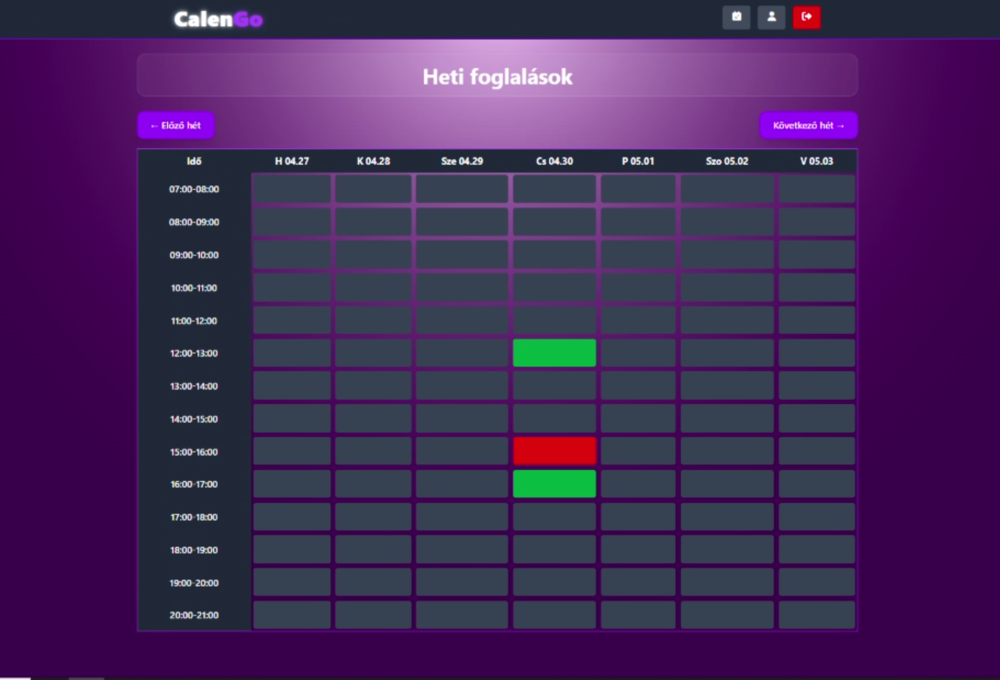 CalenGo
Heti foglalások
← Előző hét
Következő hét →
Idő H 04.27 K 04.28 Sze 04.29 Cs 04.30 P 05.01 Szo 05.02 V 05.03
07:00-08:00
08:00-09:00
09:00-10:00
10:00-11:00
11:00-12:00
12:00-13:00
13:00-14:00
14:00-15:00
15:00-16:00
16:00-17:00
17:00-18:00
18:00-19:00
19:00-20:00
20:00-21:00